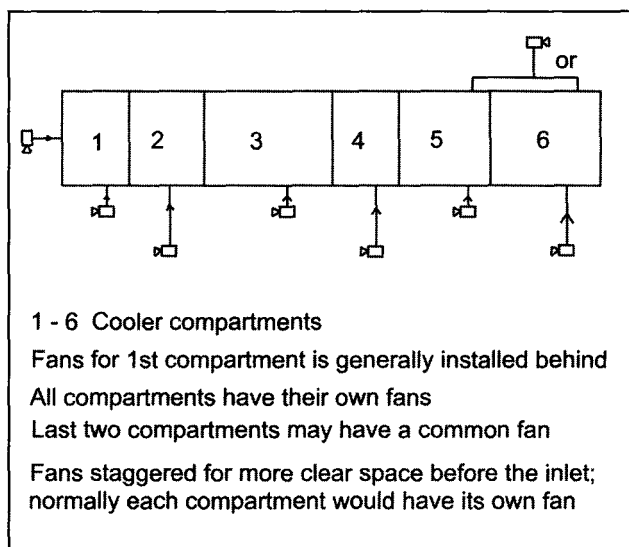 or
1 2 3 4 5 6
1 - 6 Cooler compartments
Fans for 1st compartment is generally installed behind
All compartments have their own fans
Last two compartments may have a common fan
Fans staggered for more clear space before the inlet;
normally each compartment would have its own fan